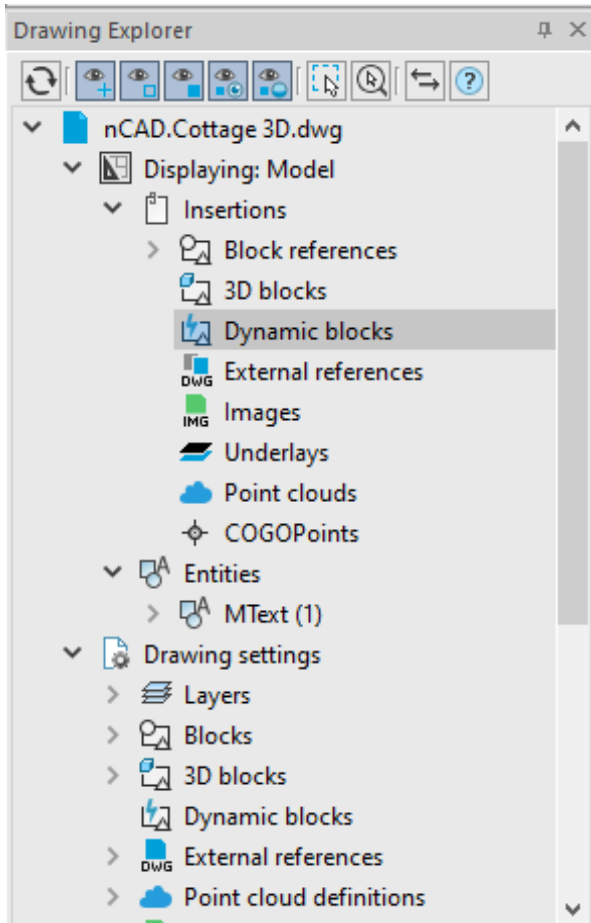 Drawing Explorer
nCAD.Cottage 3D.dwg
Displaying: Model
Insertions
Block references
3D blocks
Dynamic blocks
DWG External references
IMG Images
Underlays
Point clouds
COGOPoints
A Entities
A MText (1)
Drawing settings
Layers
Blocks
3D blocks
Dynamic blocks
DWG External references
Point cloud definitions